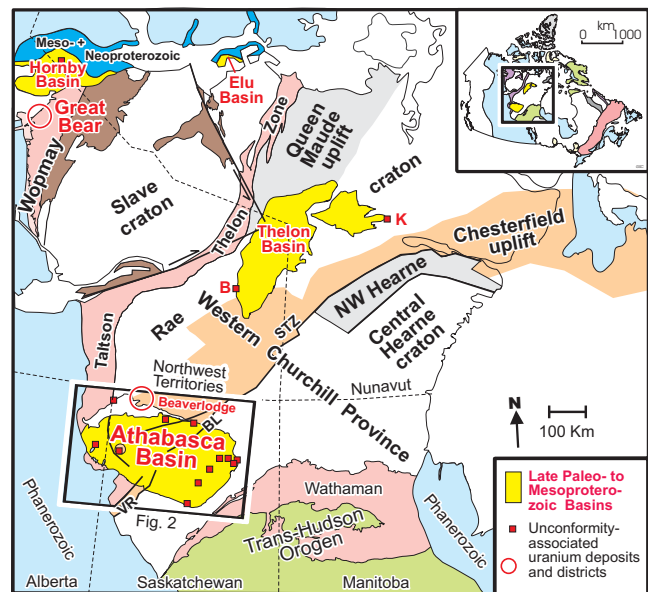 Meso- +
Neoproterozoic
Hornby
Basin
Elu
Basin
Great
Bear
Wopmay
Slave
craton
Thelon
Zone
Queen
Maude
uplift
craton
K
Thelon
Basin
B
Chesterfield
uplift
NW Hearne
Central
Hearne
craton
STZ
Rae
Western Churchill Province
Taltson
Northwest
Territories
Nunavut
Beaverlodge
BL
Athabasca
Basin
VR
Fig. 2
Wathaman
Trans-Hudson
Orogen
Phanerozoic
Phanerozoic
Alberta
Saskatchewan
Manitoba
km
0 1000
N
100 Km
Late Paleo- to
Mesoprotero-
zoic Basins
Unconformity-
associated
uranium deposits
and districts